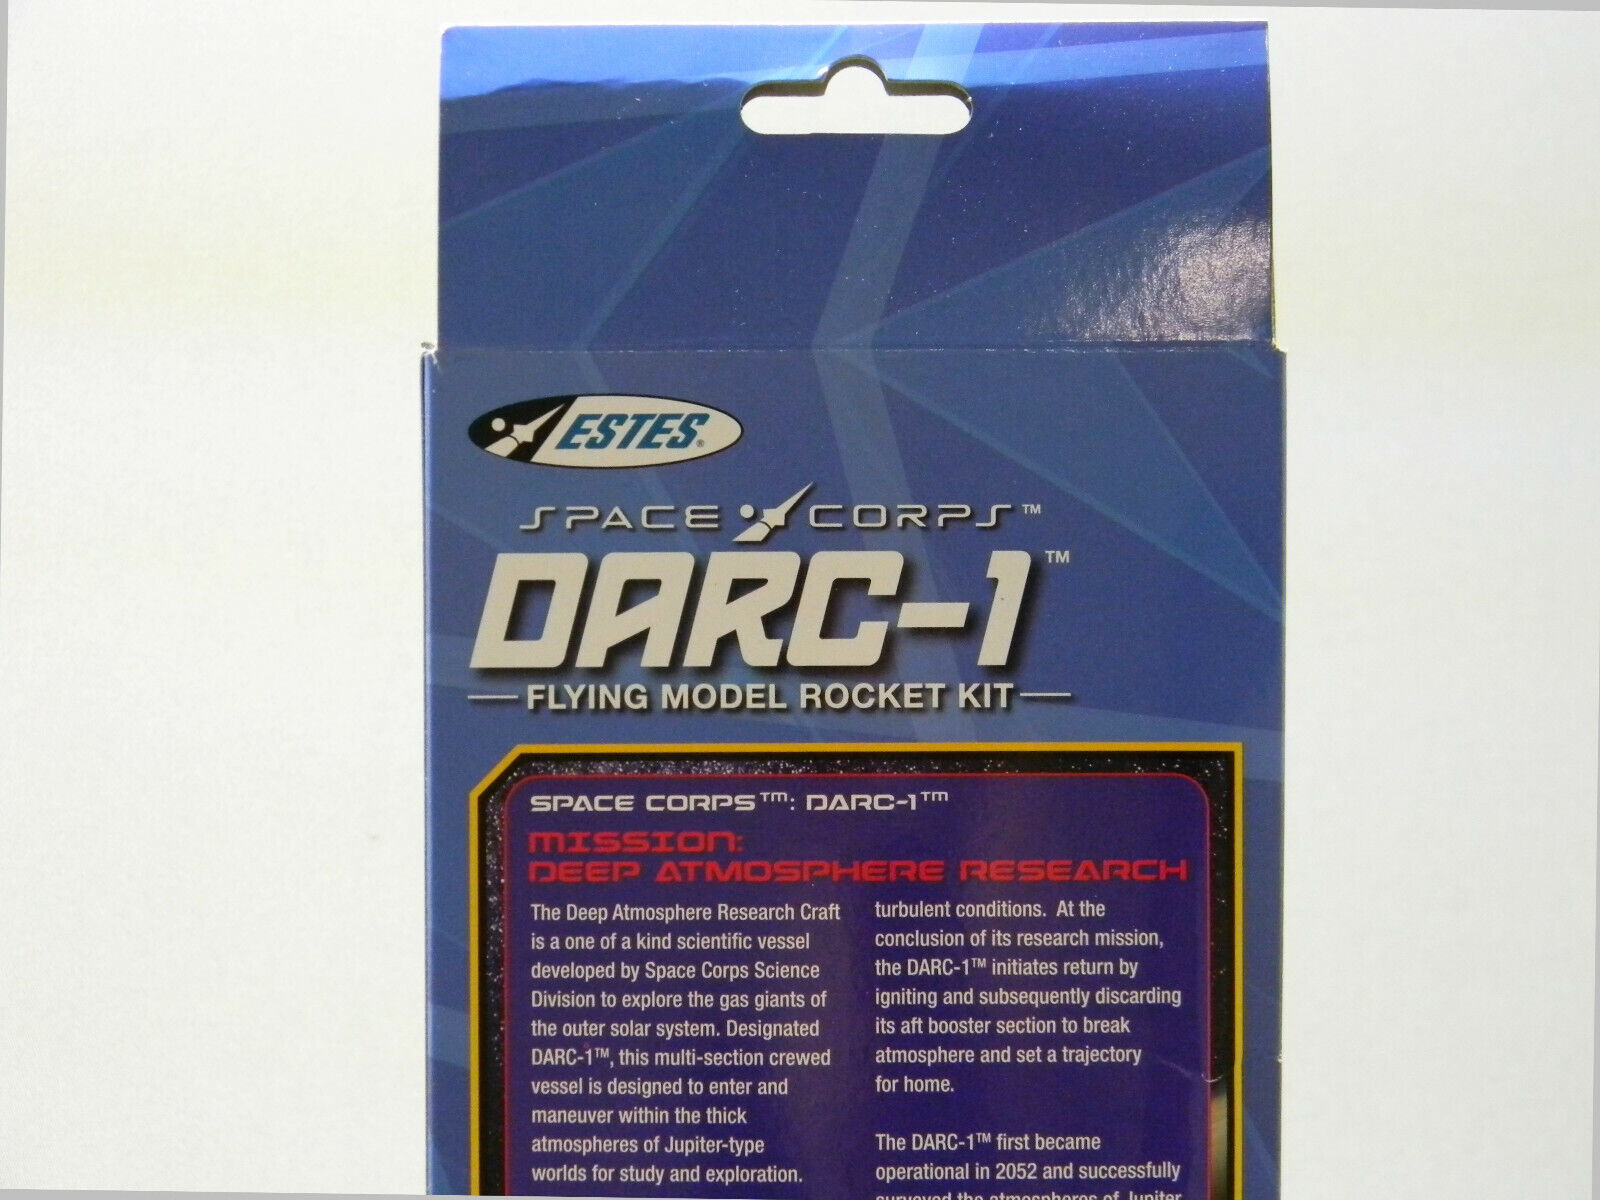 ESTES®
SPACE CORPS™
DARC-1™
FLYING MODEL ROCKET KIT
SPACE CORPS™: DARC-1™
MISSION:
DEEP ATMOSPHERE RESEARCH
The Deep Atmosphere Research Craft
is a one of a kind scientific vessel
developed by Space Corps Science
Division to explore the gas giants of
the outer solar system. Designated
DARC-1™, this multi-section crewed
vessel is designed to enter and
maneuver within the thick
atmospheres of Jupiter-type
worlds for study and exploration.
turbulent conditions. At the
conclusion of its research mission,
the DARC-1™ initiates return by
igniting and subsequently discarding
its aft booster section to break
atmosphere and set a trajectory
for home.
The DARC-1™ first became
operational in 2052 and successfully
surveyed the atmospheres of Jupiter